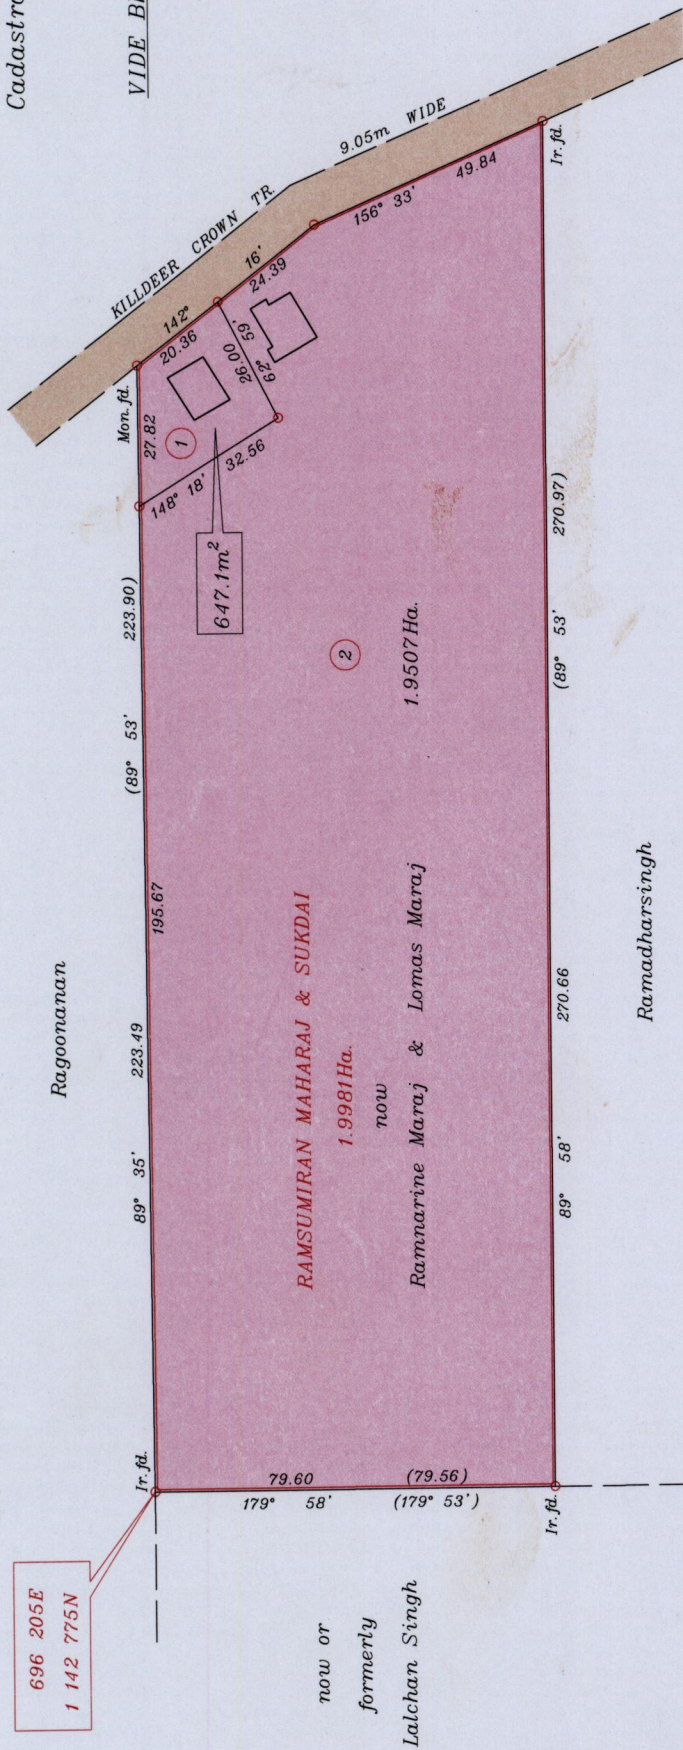 Cadastr
VIDE B
696 205E
1 142 775N
Ragoonanan
Ir. fd.
89° 35' 223.49 (89° 53' 223.90)
195.67
27.82
Mon. fd.
KILLDEER CROWN TR.
9.05m WIDE
142° 16'
20.36
24.39
156° 33'
49.84
Ir. fd.
148° 18'
32.56
26.00
62° 59'
1
647.1m²
2
1.9507Ha.
RAMSUMIRAN MAHARAJ & SUKDAI
1.9981Ha.
now
Ramnarine Maraj & Lomas Maraj
79.60 (79.56)
179° 58' (179° 53')
now or
formerly
Lalchan Singh
Ir. fd.
89° 58' 270.66 (89° 53' 270.97)
Ramadharsingh